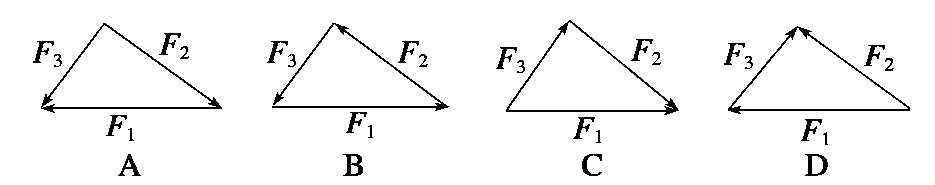 F₃ F₂ F₃ F₂ F₃ F₂ F₃ F₂
F₁ F₁ F₁ F₁
A B C D